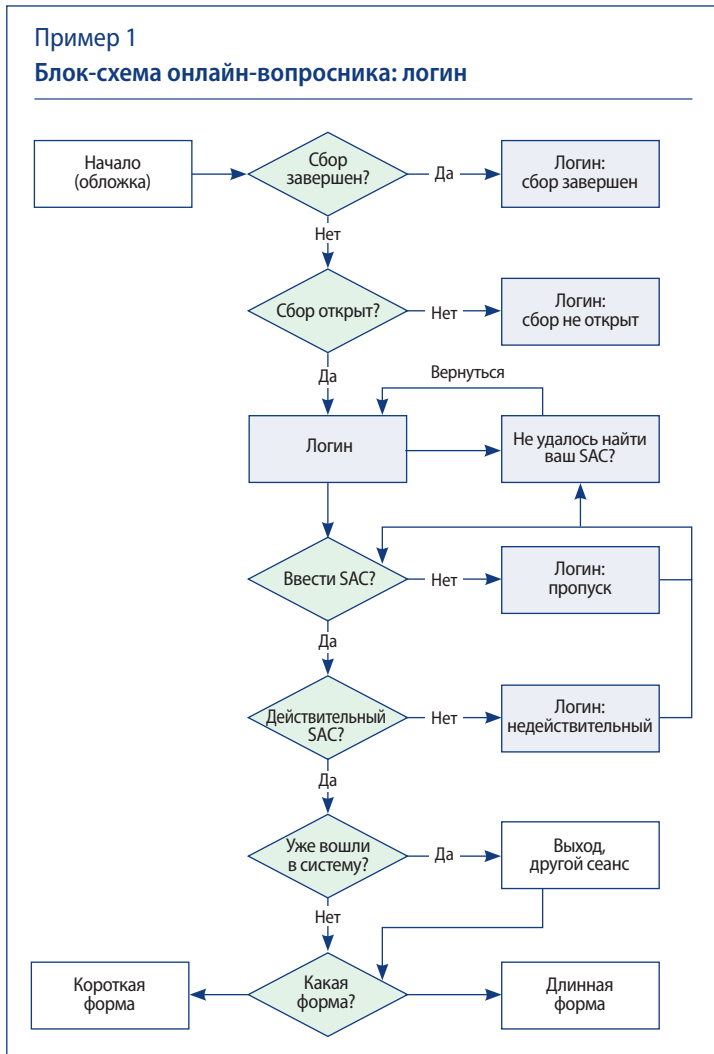 Пример 1
Блок-схема онлайн-вопросника: логин
Начало
(обложка)
Сбор
завершен?
Да
Логин:
сбор завершен
Нет
Сбор открыт?
Нет
Логин:
сбор не открыт
Да
Вернуться
Логин
Не удалось найти
ваш SAC?
Ввести SAC?
Нет
Логин:
пропуск
Да
Действительный
SAC?
Нет
Логин:
недействительный
Да
Уже вошли
в систему?
Да
Выход,
другой сеанс
Нет
Короткая
форма
Какая
форма?
Длинная
форма